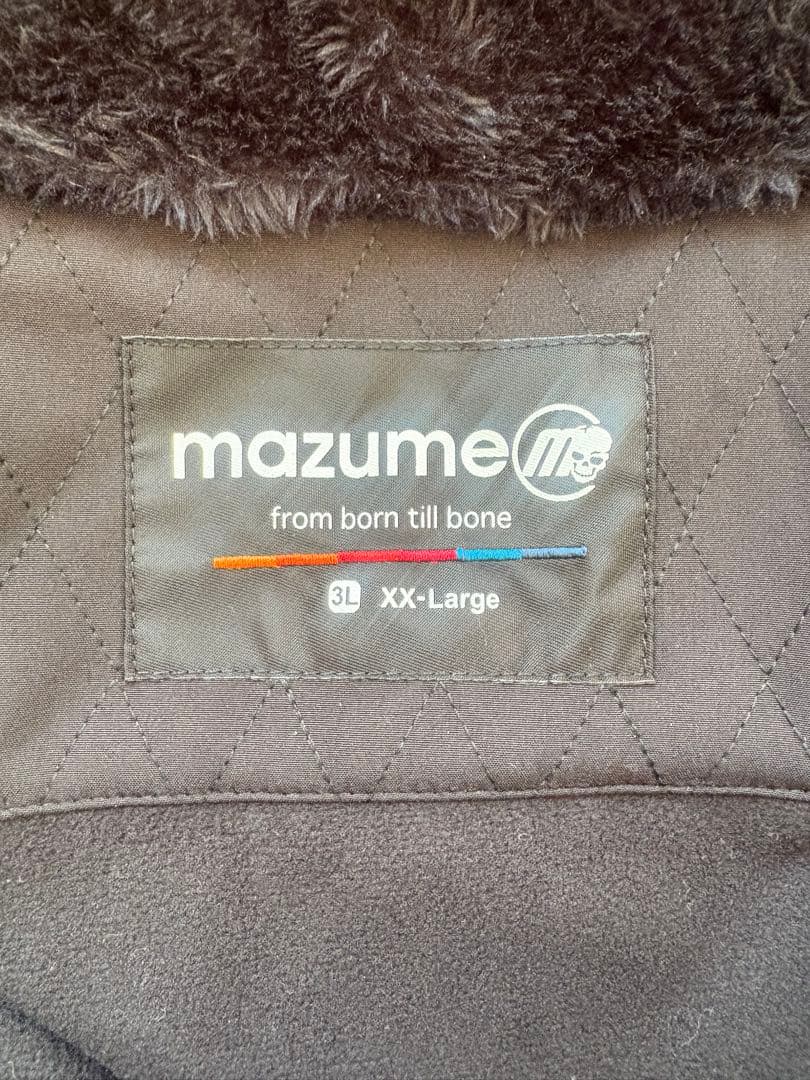 mazume M
from born till bone
3L XX-Large